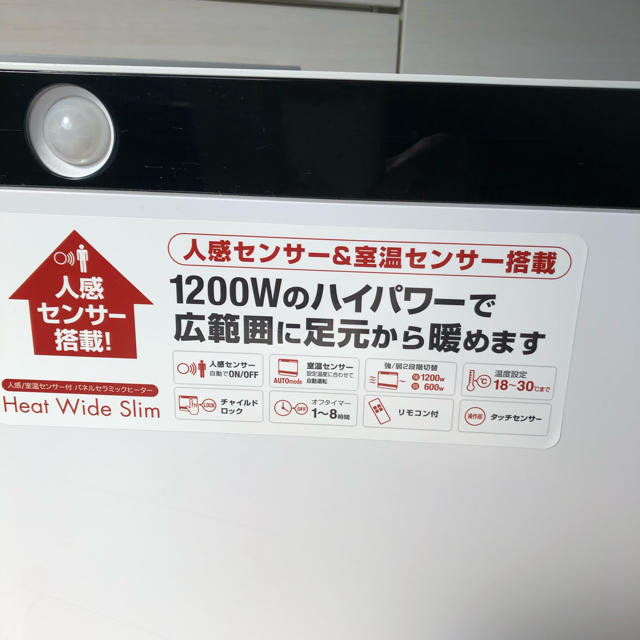 人感
センサー
搭載!
人感/室温センサー付 パネルセラミックヒーター
Heat Wide Slim
人感センサー&室温センサー搭載
1200Wのハイパワーで
広範囲に足元から暖めます
人感センサー
自動でON/OFF
AUTOmode
室温センサー
設定温度に合わせて
自動運転
強/弱2段階切替
強 1200w
弱 600w
℃
温度設定
18〜30℃まで
LOCK
チャイルド
ロック
OFF
オフタイマー
1〜8時間
リモコン付
操作部
タッチセンサー